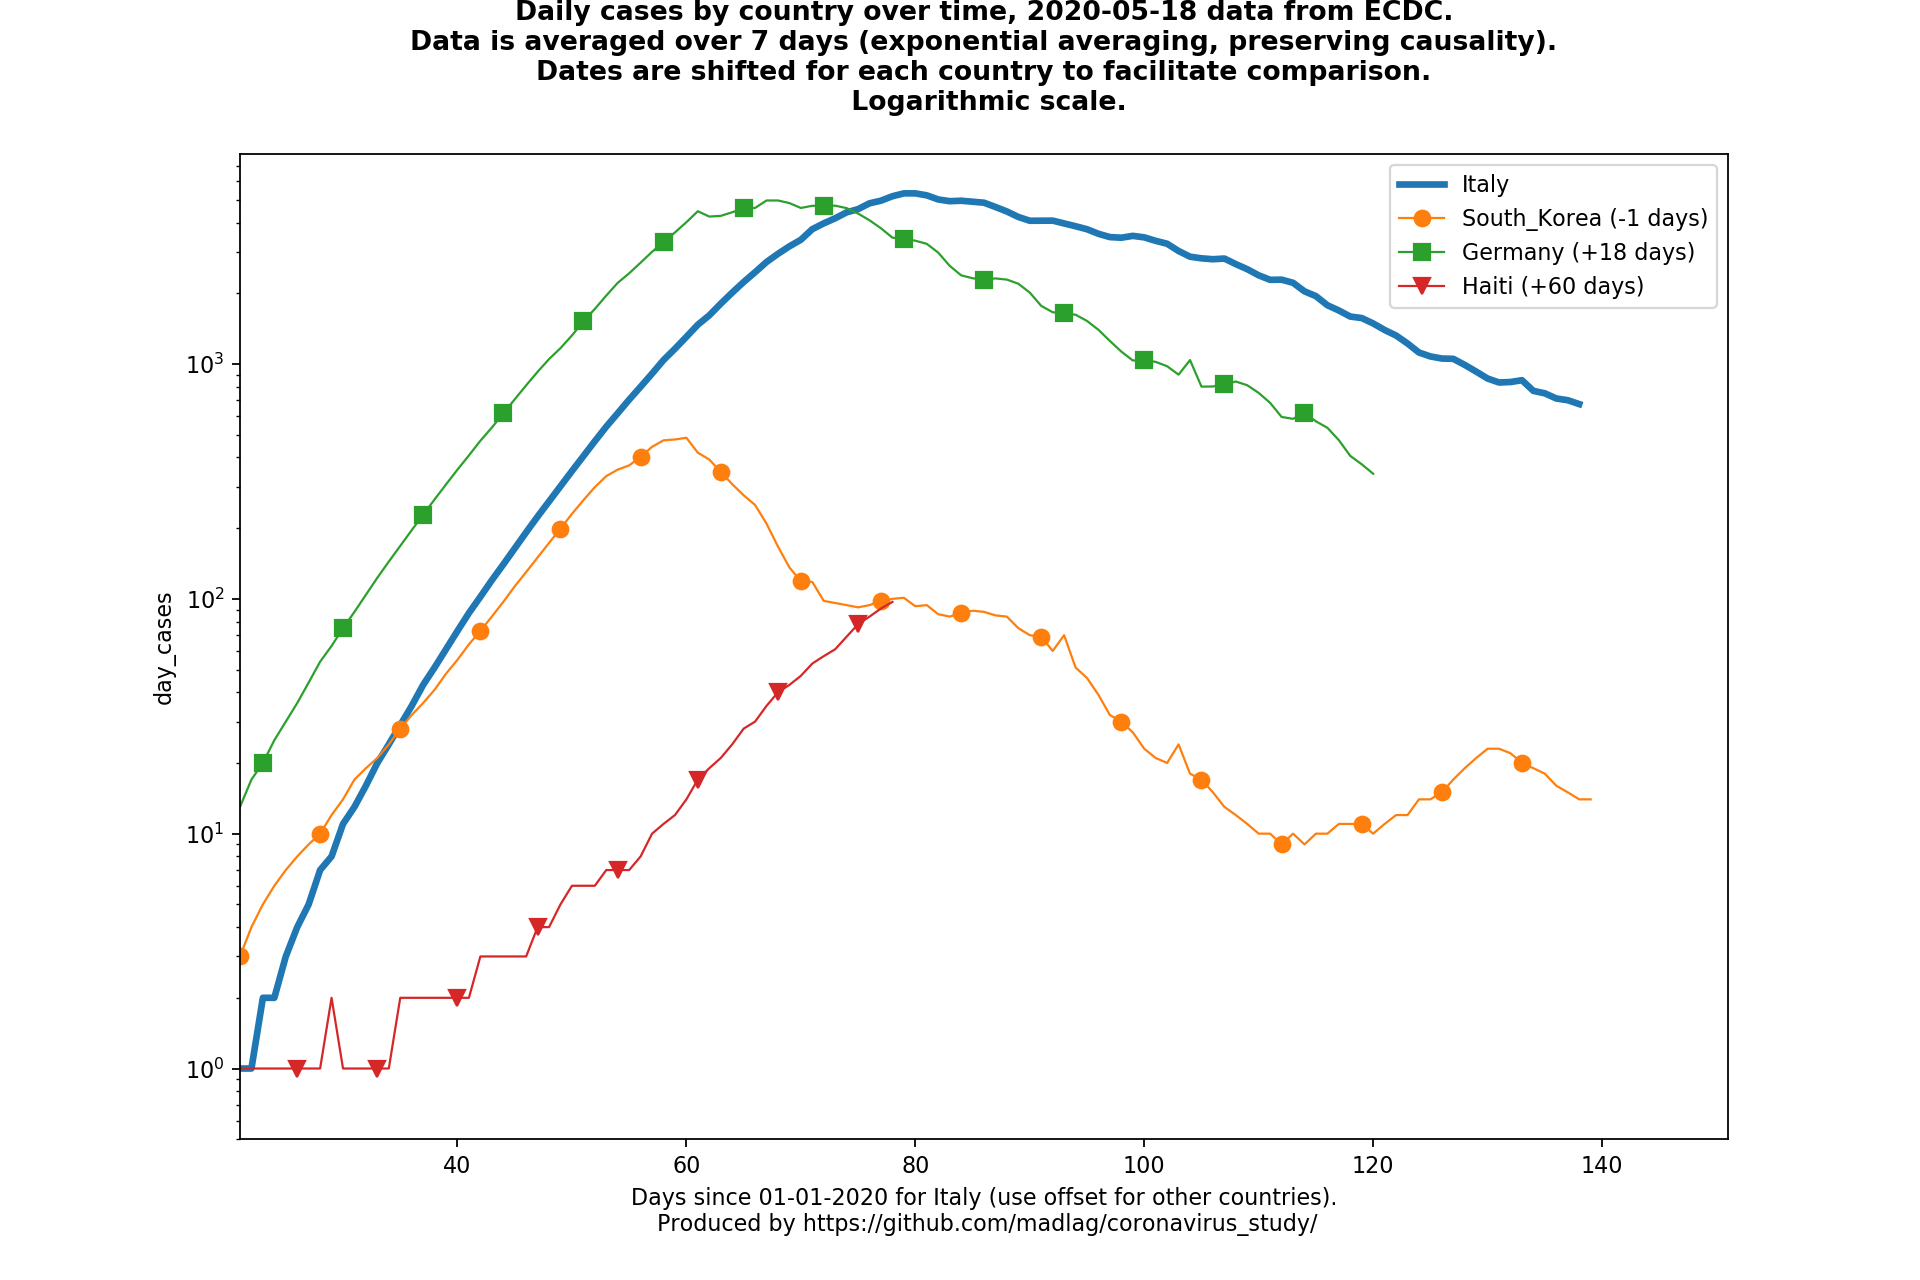 Daily cases by country over time, 2020-05-18 data from ECDC.
Data is averaged over 7 days (exponential averaging, preserving causality).
Dates are shifted for each country to facilitate comparison.
Logarithmic scale.
Italy
South_Korea (-1 days)
Germany (+18 days)
Haiti (+60 days)
10³
10²
10¹
10⁰
day_cases
40 60 80 100 120 140
Days since 01-01-2020 for Italy (use offset for other countries).
Produced by https://github.com/madlag/coronavirus_study/